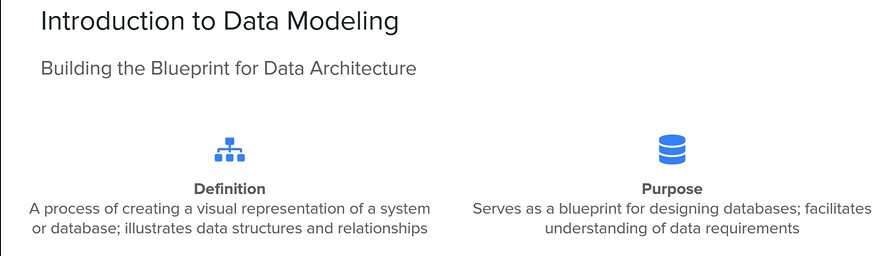 Introduction to Data Modeling
Building the Blueprint for Data Architecture
Definition
A process of creating a visual representation of a system
or database; illustrates data structures and relationships
Purpose
Serves as a blueprint for designing databases; facilitates
understanding of data requirements